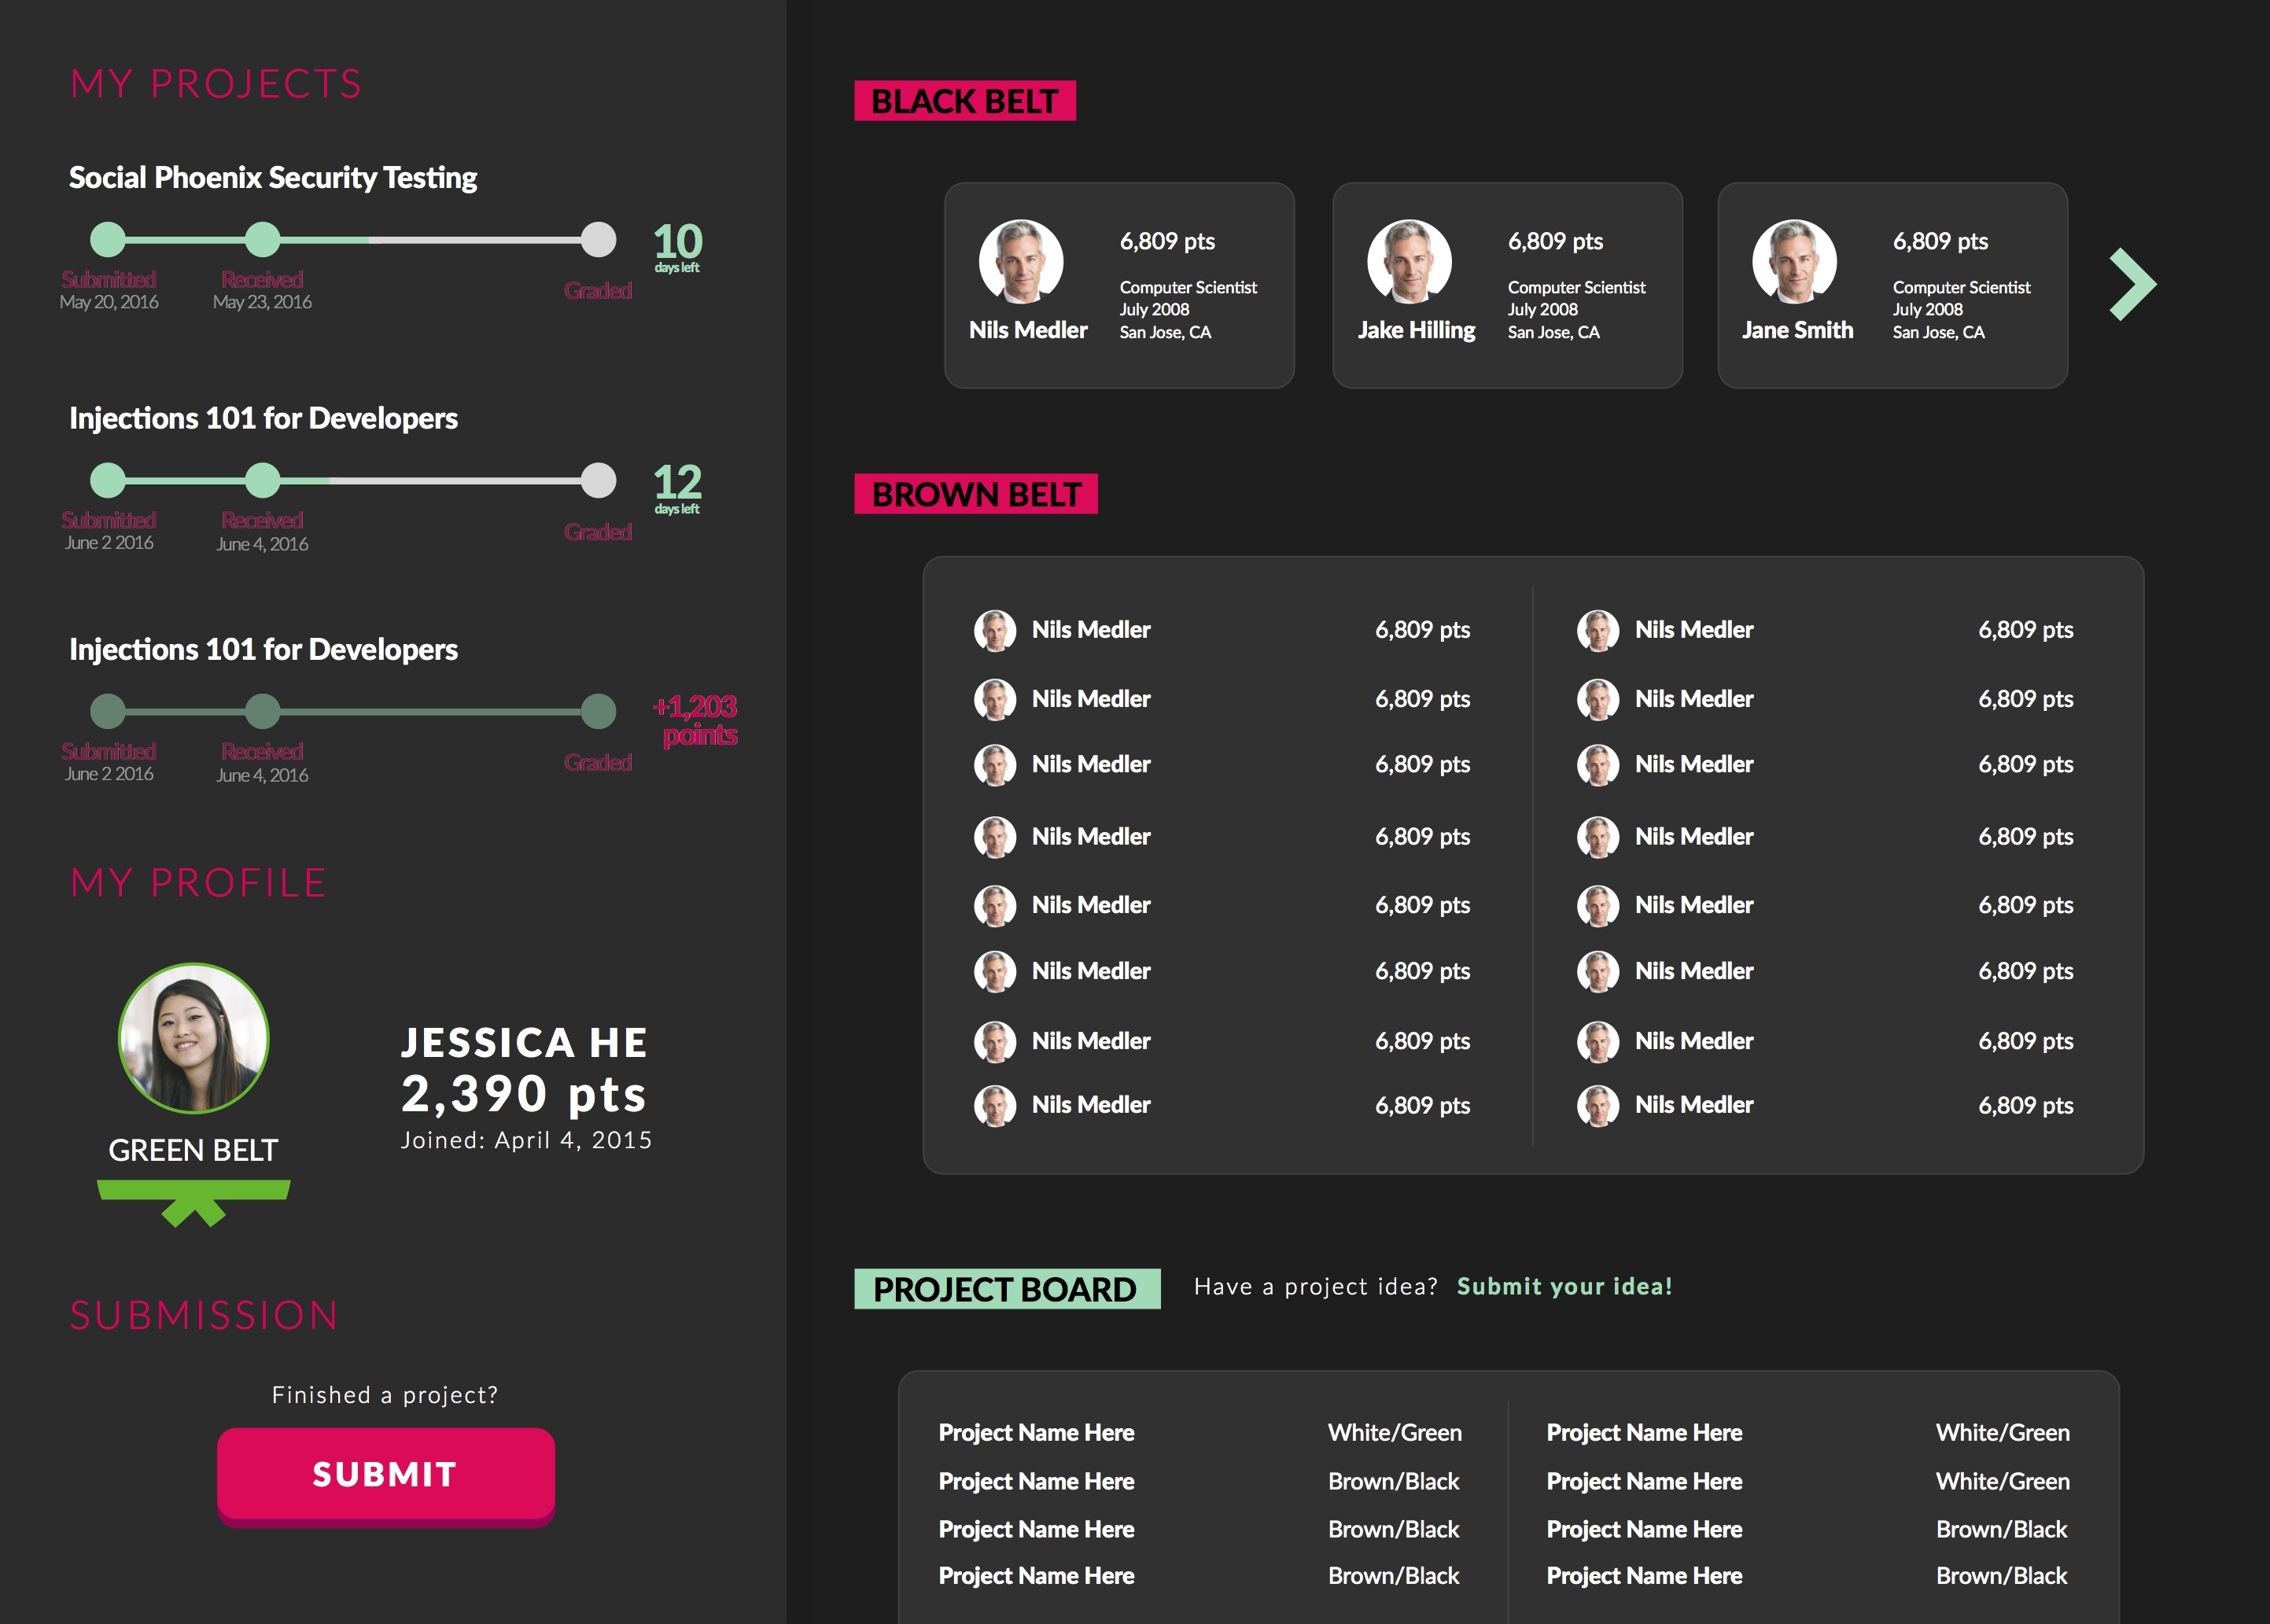 MY PROJECTS
Social Phoenix Security Testing
10
days left
Submitted
May 20, 2016
Received
May 23, 2016
Graded
Injections 101 for Developers
12
days left
Submitted
June 2 2016
Received
June 4, 2016
Graded
Injections 101 for Developers
+1,203
points
Submitted
June 2 2016
Received
June 4, 2016
Graded
MY PROFILE
GREEN BELT
JESSICA HE
2,390 pts
Joined: April 4, 2015
SUBMISSION
Finished a project?
SUBMIT
BLACK BELT
Nils Medler
6,809 pts
Computer Scientist
July 2008
San Jose, CA
Jake Hilling
6,809 pts
Computer Scientist
July 2008
San Jose, CA
Jane Smith
6,809 pts
Computer Scientist
July 2008
San Jose, CA
BROWN BELT
Nils Medler 6,809 pts Nils Medler 6,809 pts
Nils Medler 6,809 pts Nils Medler 6,809 pts
Nils Medler 6,809 pts Nils Medler 6,809 pts
Nils Medler 6,809 pts Nils Medler 6,809 pts
Nils Medler 6,809 pts Nils Medler 6,809 pts
Nils Medler 6,809 pts Nils Medler 6,809 pts
Nils Medler 6,809 pts Nils Medler 6,809 pts
Nils Medler 6,809 pts Nils Medler 6,809 pts
PROJECT BOARD Have a project idea? Submit your idea!
Project Name Here White/Green Project Name Here White/Green
Project Name Here Brown/Black Project Name Here White/Green
Project Name Here Brown/Black Project Name Here Brown/Black
Project Name Here Brown/Black Project Name Here Brown/Black